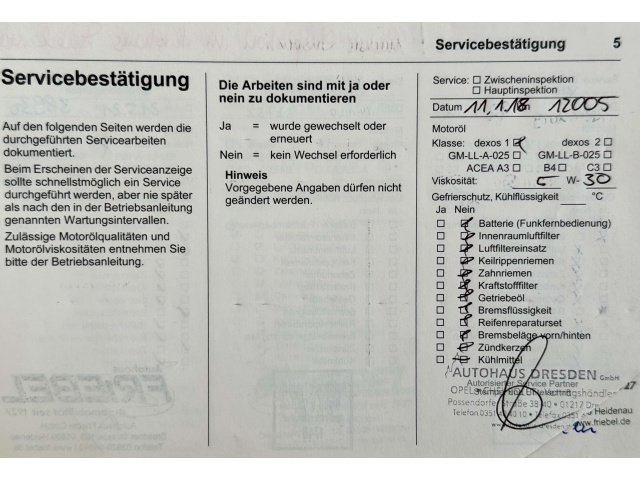 Servicebestätigung 5
Servicebestätigung
Auf den folgenden Seiten werden die
durchgeführten Servicearbeiten
dokumentiert.
Beim Erscheinen der Serviceanzeige
sollte schnellstmöglich ein Service
durchgeführt werden, aber nie später
als nach den in der Betriebsanleitung
genannten Wartungsintervallen.
Zulässige Motorölqualitäten und
Motorölviskositäten entnehmen Sie
bitte der Betriebsanleitung.
Die Arbeiten sind mit ja oder
nein zu dokumentieren
Ja = wurde gewechselt oder
erneuert
Nein = kein Wechsel erforderlich
Hinweis
Vorgegebene Angaben dürfen nicht
geändert werden.
Service: ☐ Zwischeninspektion
☐ Hauptinspektion
Datum 11.1.18 12005
Motoröl
Klasse: dexos 1 ☒ dexos 2 ☐
GM-LL-A-025 ☐ GM-LL-B-025 ☐
ACEA A3 ☐ B4 ☐ C3 ☐
Viskosität: 5 W- 30
Gefrierschutz, Kühlflüssigkeit ____ °C
Ja Nein
☐ ☒ Batterie (Funkfernbedienung)
☐ ☒ Innenraumluftfilter
☐ ☒ Luftfiltereinsatz
☐ ☒ Keilrippenriemen
☐ ☒ Zahnriemen
☐ ☒ Kraftstofffilter
☐ ☒ Getriebeöl
☐ ☒ Bremsflüssigkeit
☐ ☒ Reifenreparaturset
☐ ☒ Bremsbeläge vorn/hinten
☐ ☒ Zündkerzen
☐ ☒ Kühlmittel
AUTOHAUS DRESDEN GmbH
Autorisierter Service Partner
Possendorfer Straße 38-40 • 01217
Heidenau
www.friebel.de